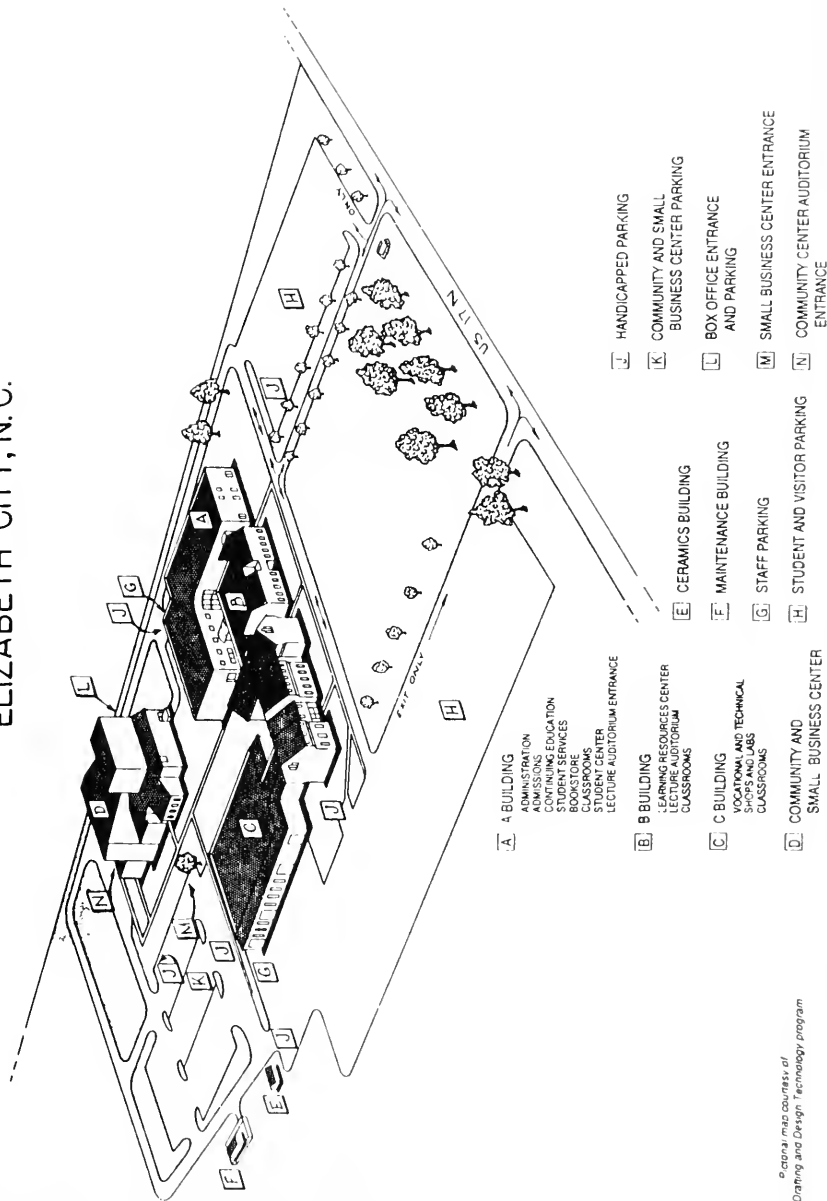 ELIZABETH CITY, N.C.
L
J
G
D
A
N
B
H
J
M
J
K
J
C
G
J
J
E
F
H
EXIT ONLY
US 17 N
A A BUILDING
ADMINISTRATION
ADMISSIONS
CONTINUING EDUCATION
STUDENT SERVICES
BOOKSTORE
CLASSROOMS
STUDENT CENTER
LECTURE AUDITORIUM ENTRANCE
B B BUILDING
LEARNING RESOURCES CENTER
LECTURE AUDITORIUM
CLASSROOMS
C C BUILDING
VOCATIONAL AND TECHNICAL
SHOPS AND LABS
CLASSROOMS
D COMMUNITY AND
SMALL BUSINESS CENTER
E CERAMICS BUILDING
F MAINTENANCE BUILDING
G STAFF PARKING
H STUDENT AND VISITOR PARKING
J HANDICAPPED PARKING
K COMMUNITY AND SMALL
BUSINESS CENTER PARKING
L BOX OFFICE ENTRANCE
AND PARKING
M SMALL BUSINESS CENTER ENTRANCE
N COMMUNITY CENTER AUDITORIUM
ENTRANCE
Pictorial map courtesy of
Drafting and Design Technology program